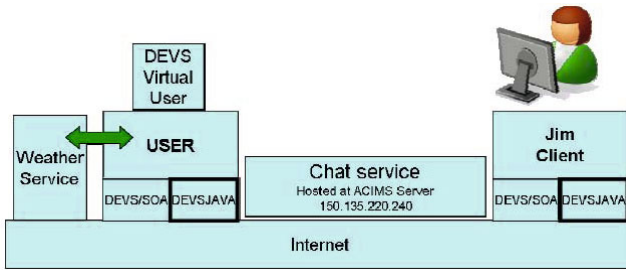 DEVS
Virtual
User
Weather
Service
USER
DEVS/SOA
DEVSJAVA
Chat service
Hosted at ACIMS Server
150.135.220.240
Jim
Client
DEVS/SOA
DEVSJAVA
Internet